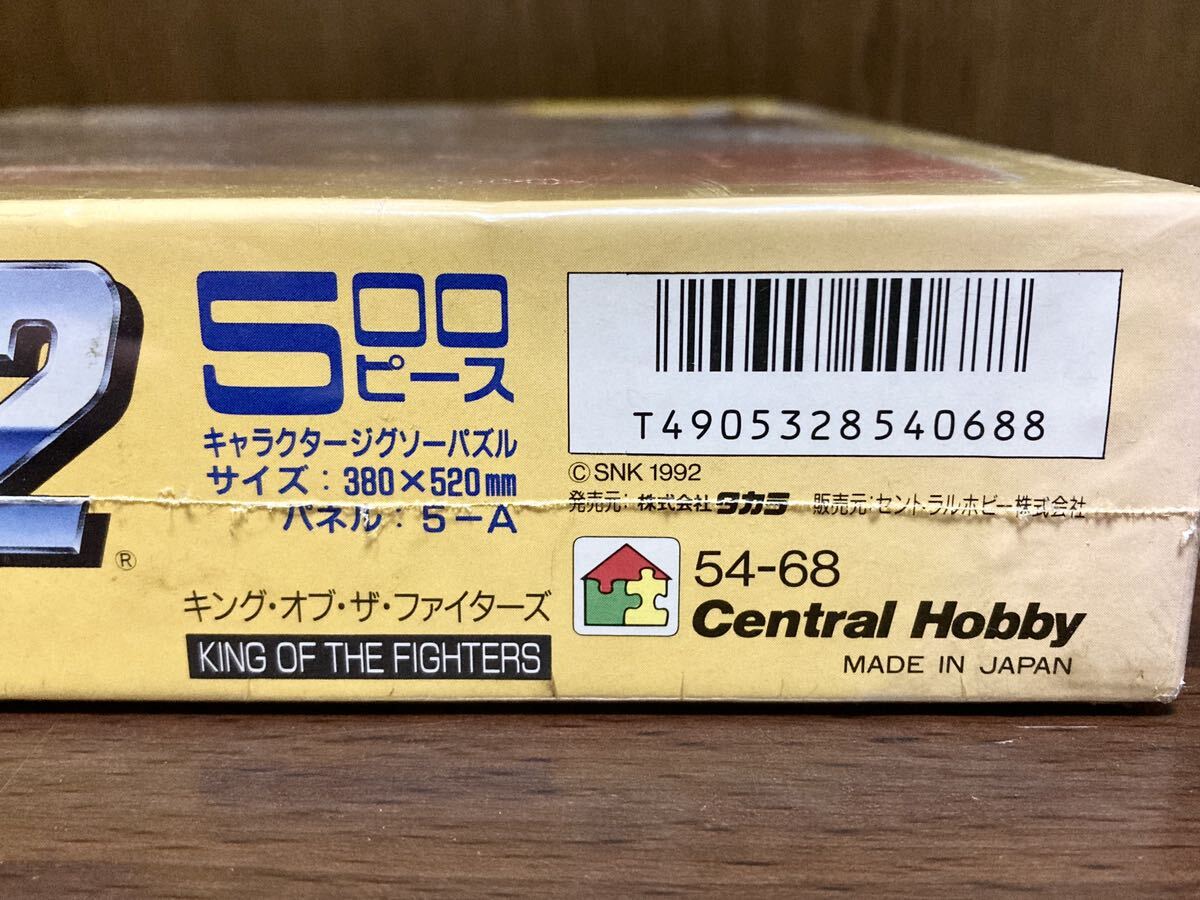 2
®
500
ピース
キャラクタージグソーパズル
サイズ：380×520mm
パネル：5-A
キング・オブ・ザ・ファイターズ
KING OF THE FIGHTERS
T4905328540688
©SNK 1992
発売元：株式会社タカラ 販売元：セントラルホビー株式会社
54-68
Central Hobby
MADE IN JAPAN